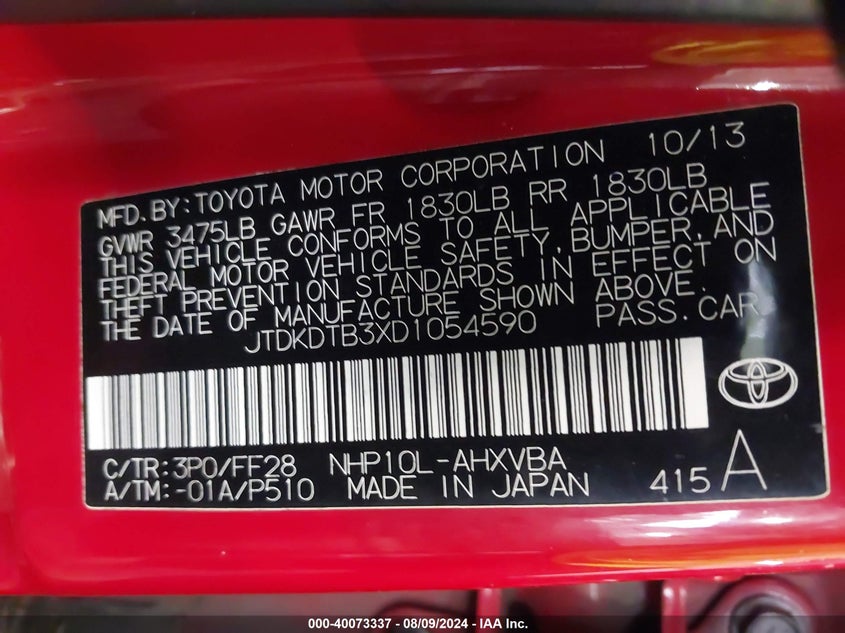 MFD.BY:TOYOTA MOTOR CORPORATION 10/13
GVWR 3475LB GAWR FR 1830LB RR 1830LB
THIS VEHICLE CONFORMS TO ALL APPLICABLE
FEDERAL MOTOR VEHICLE SAFETY,BUMPER,AND
THEFT PREVENTION STANDARDS IN EFFECT ON
THE DATE OF MANUFACTURE SHOWN ABOVE.
JTDKDTB3XD1054590 PASS.CAR
C/TR:3P0/FF28 NHP10L-AHXVBA
A/TM:-01A/P510 MADE IN JAPAN 415 A
000-40073337 - 08/09/2024 - IAA Inc.